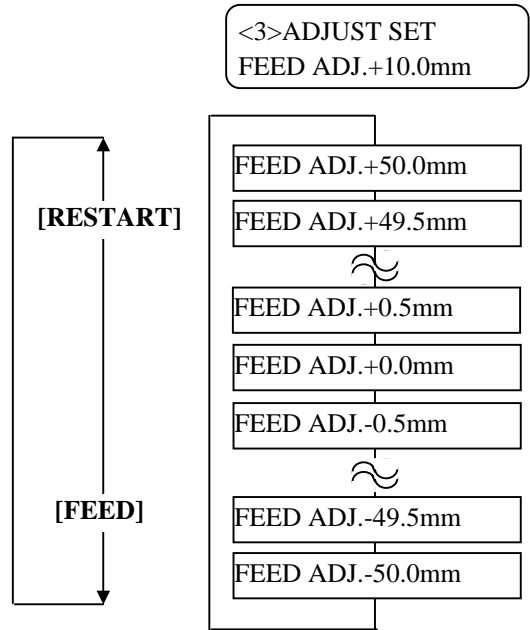 <3>ADJUST SET
FEED ADJ.+10.0mm
FEED ADJ.+50.0mm
[RESTART]
FEED ADJ.+49.5mm
FEED ADJ.+0.5mm
FEED ADJ.+0.0mm
FEED ADJ.-0.5mm
[FEED]
FEED ADJ.-49.5mm
FEED ADJ.-50.0mm